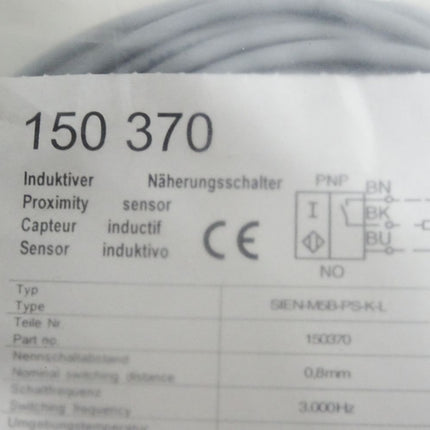 150 370
Induktiver Näherungsschalter
Proximity sensor
Capteur inductif
Sensor induktivo
CE
PNP
BN
I
BK
BU
NO
Typ
Type SIEN-M5B-PS-K-L
Teile Nr.
Part no. 150370
Nennschaltabstand
Nominal switching distance 0,8mm
Schaltfrequenz
Switching frequency 3.000Hz
Umgebungstemperatur